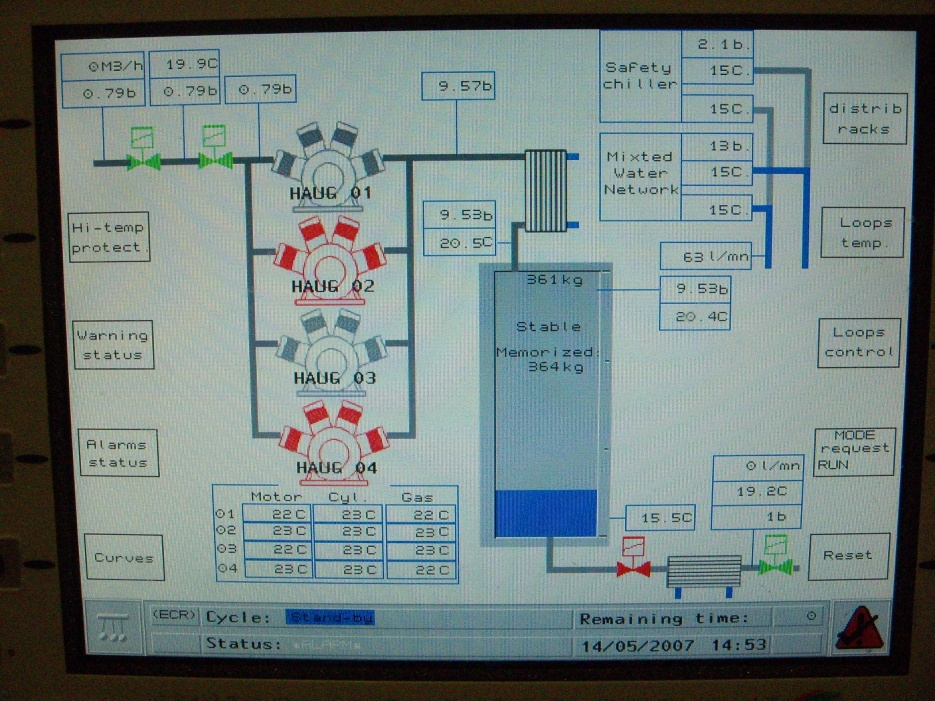 0M3/h
19.9C
0.79b
0.79b
0.79b
9.57b
Safety
chiller
2.1b.
15C.
15C.
distrib
racks
HAUG 01
Mixted
Water
Network
13b.
15C.
15C.
Hi-temp
protect.
9.53b
20.5C
Loops
temp.
63 l/mn
HAUG 02
361kg
9.53b
20.4C
Stable
Memorized:
364kg
Warning
status
HAUG 03
Loops
control
Alarms
status
HAUG 04
MODE
request
RUN
0 l/mn
19.2C
1b
15.5C
Motor Cyl. Gas
01 22C 23C 22C
02 23C 23C 23C
03 22C 23C 23C
04 23C 23C 22C
Curves
Reset
(ECR) Cycle: Stand-by Remaining time: 0
Status: *ALARM* 14/05/2007 14:53